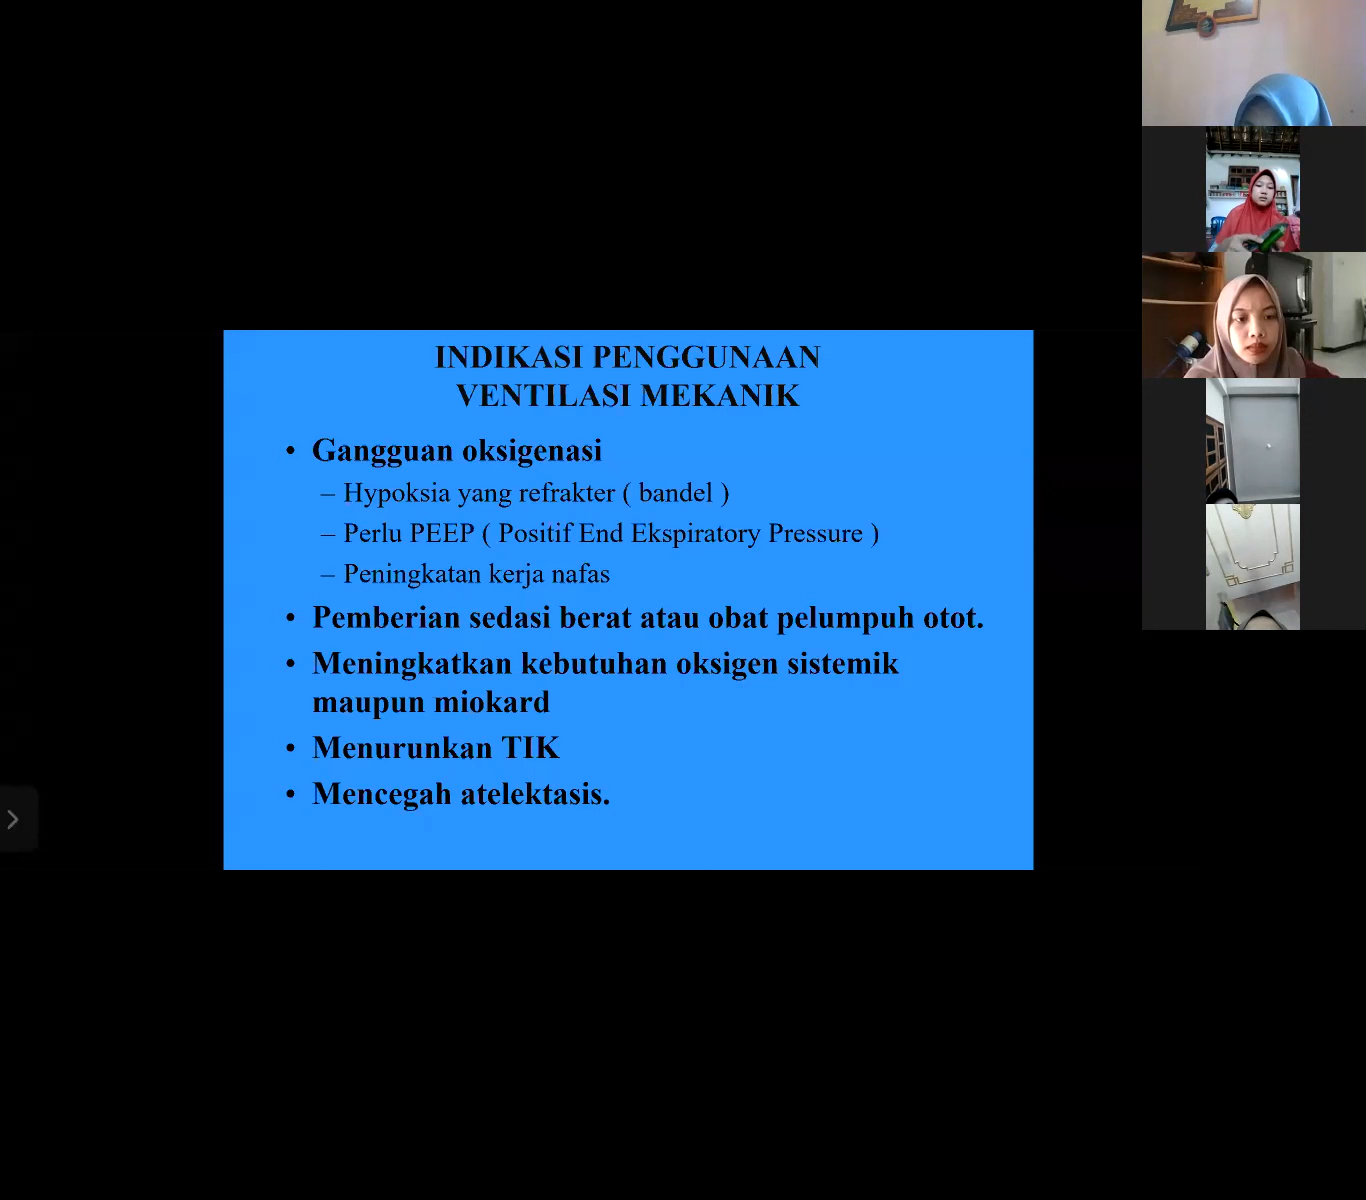 INDIKASI PENGGUNAAN
VENTILASI MEKANIK
• Gangguan oksigenasi
– Hypoksia yang refrakter ( bandel )
– Perlu PEEP ( Positif End Ekspiratory Pressure )
– Peningkatan kerja nafas
• Pemberian sedasi berat atau obat pelumpuh otot.
• Meningkatkan kebutuhan oksigen sistemik
maupun miokard
• Menurunkan TIK
• Mencegah atelektasis.